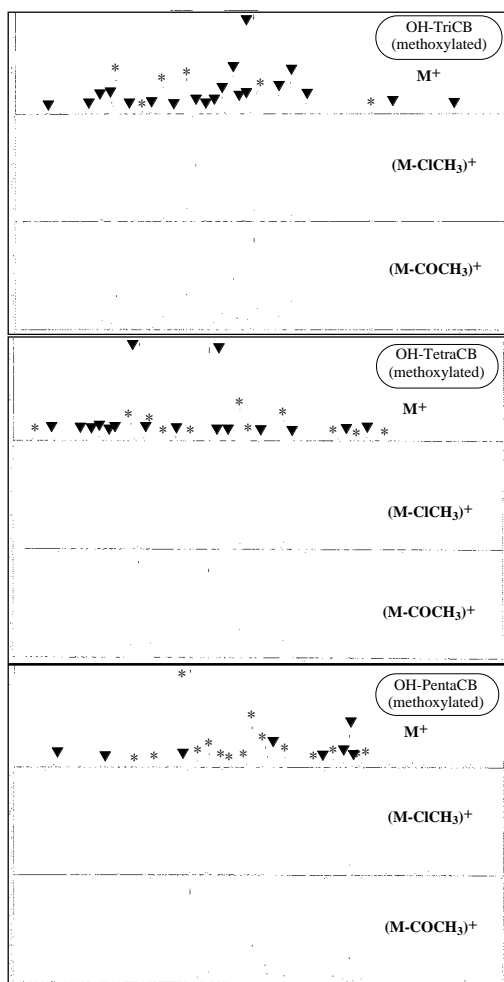 OH-TriCB
(methoxylated)
M+
(M-ClCH3)+
(M-COCH3)+
OH-TetraCB
(methoxylated)
M+
(M-ClCH3)+
(M-COCH3)+
OH-PentaCB
(methoxylated)
M+
(M-ClCH3)+
(M-COCH3)+